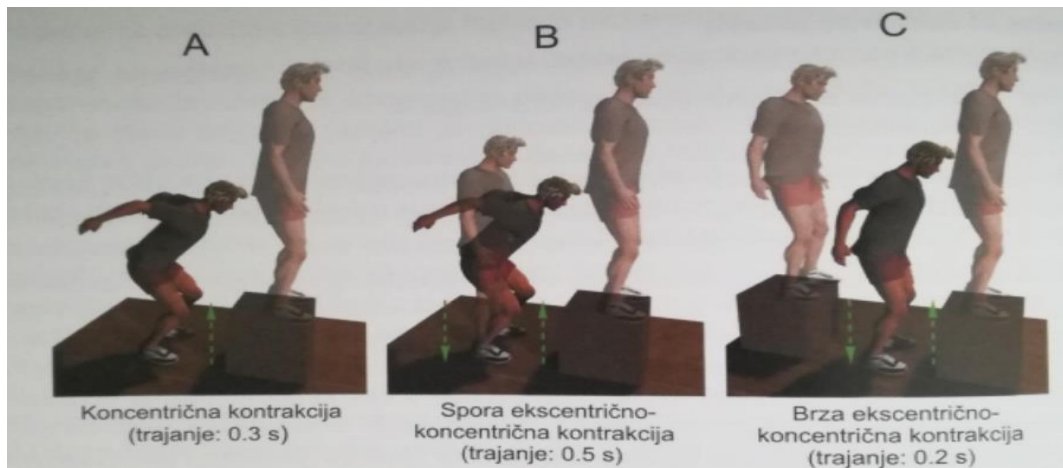 A
B
C
Koncentrična kontrakcija
(trajanje: 0.3 s)
Spora ekscentrično-
koncentrična kontrakcija
(trajanje: 0.5 s)
Brza ekscentrično-
koncentrična kontrakcija
(trajanje: 0.2 s)